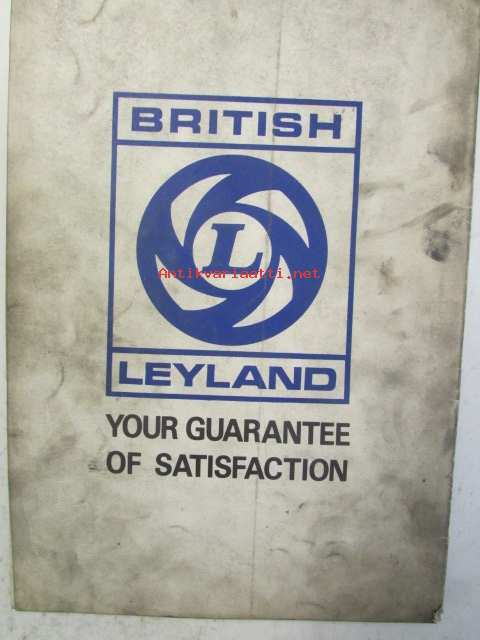 BRITISH
L
Antikvariaatti.net
LEYLAND
YOUR GUARANTEE
OF SATISFACTION